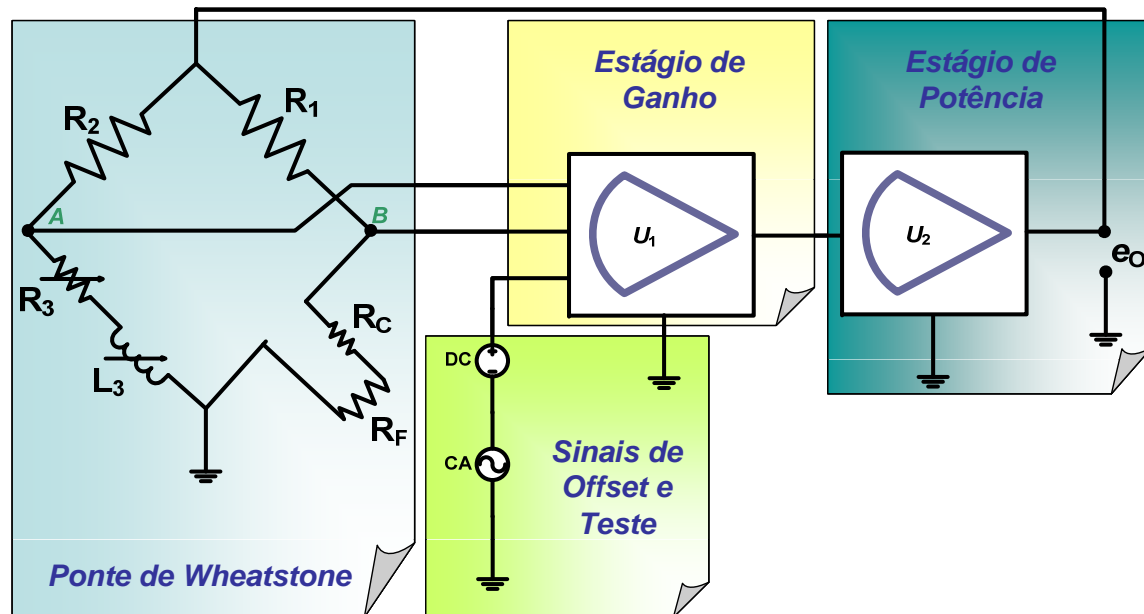 R2
R1
A
B
R3
L3
RC
RF
Ponte de Wheatstone
Estágio de
Ganho
U1
DC
CA
Sinais de
Offset e
Teste
Estágio de
Potência
U2
eO